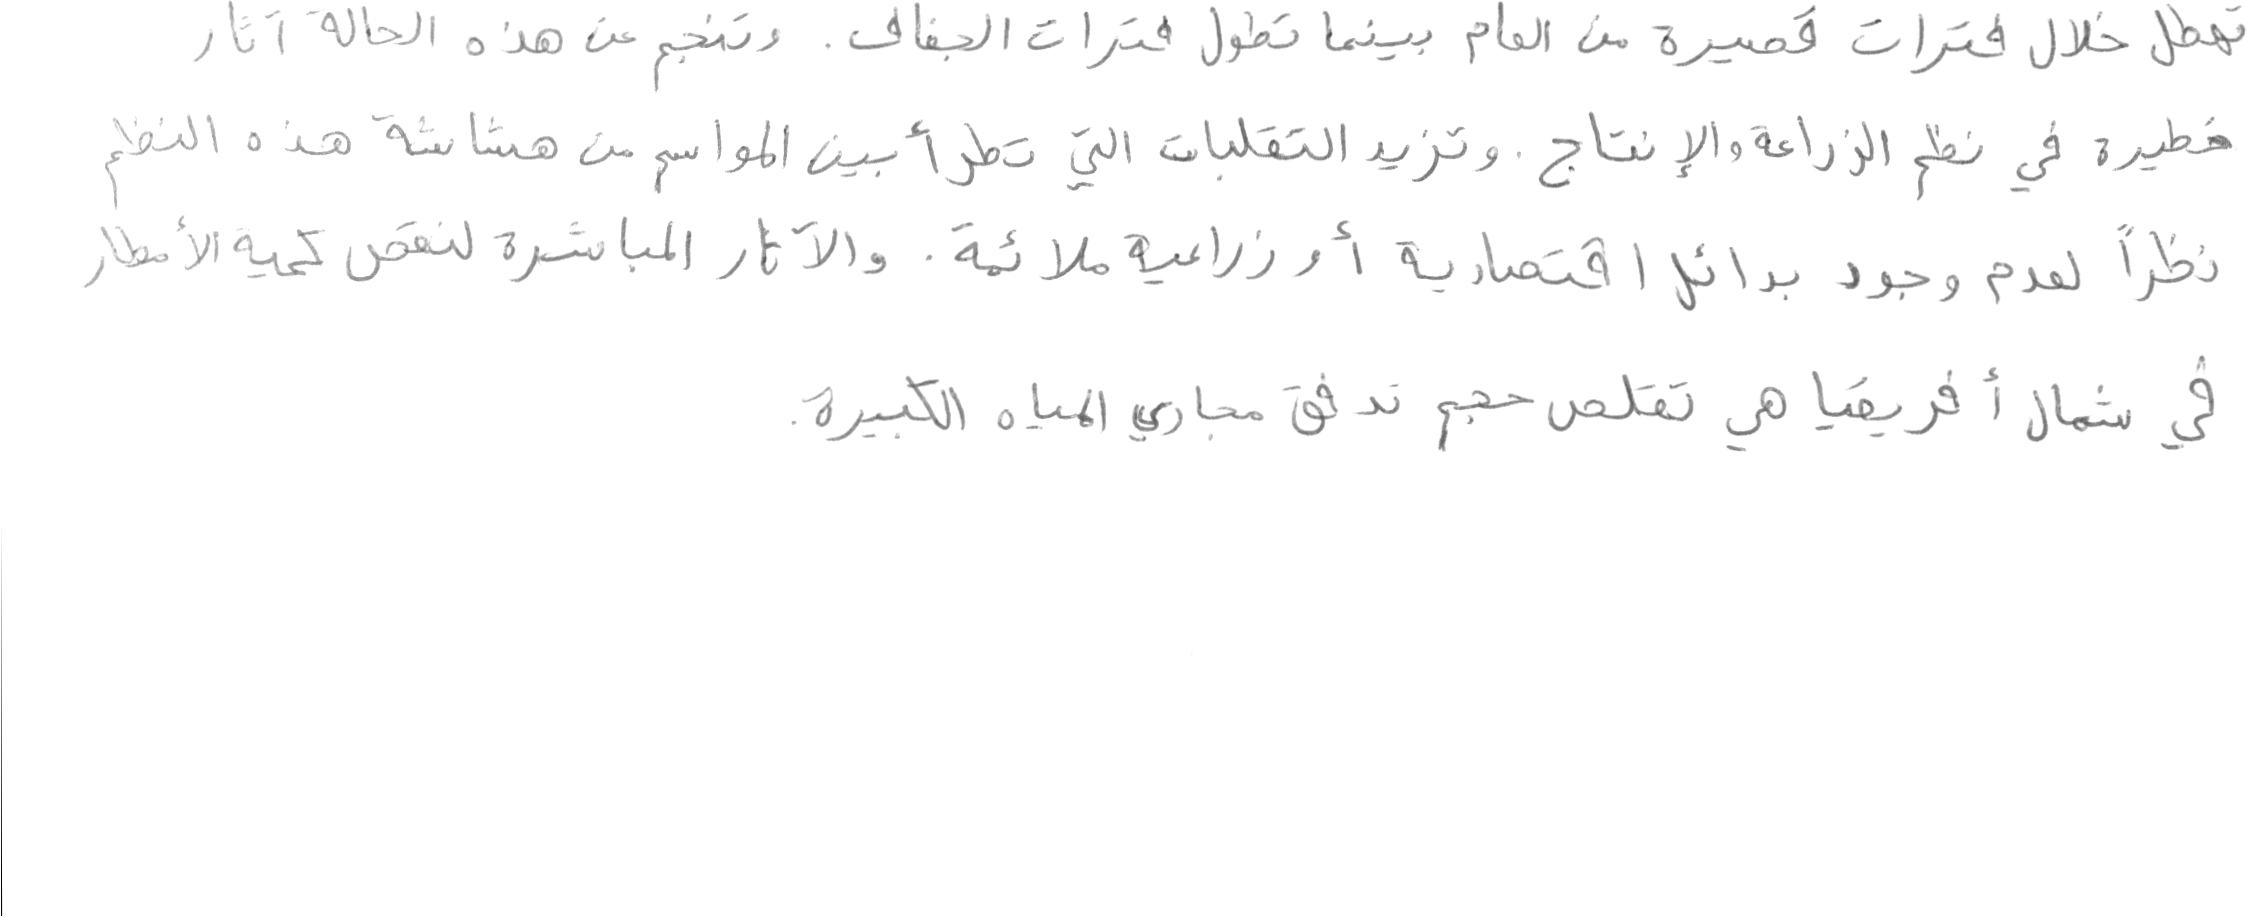 تهطل خلال فترات قصيرة من العام بينما تطول فترات الجفاف. وتنجم عن هذه الحالة آثار
خطيرة في نظم الزراعة والإنتاج. وتزيد التقلبات التي تطرأ بين المواسم من هشاشة هذه النظم
نظراً لعدم وجود بدائل اقتصادية أو زراعية ملائمة. والآثار المباشرة لنقص كمية الأمطار
في شمال أفريقيا هي تقلص حجم تدفق مجاري المياه الكبيرة.